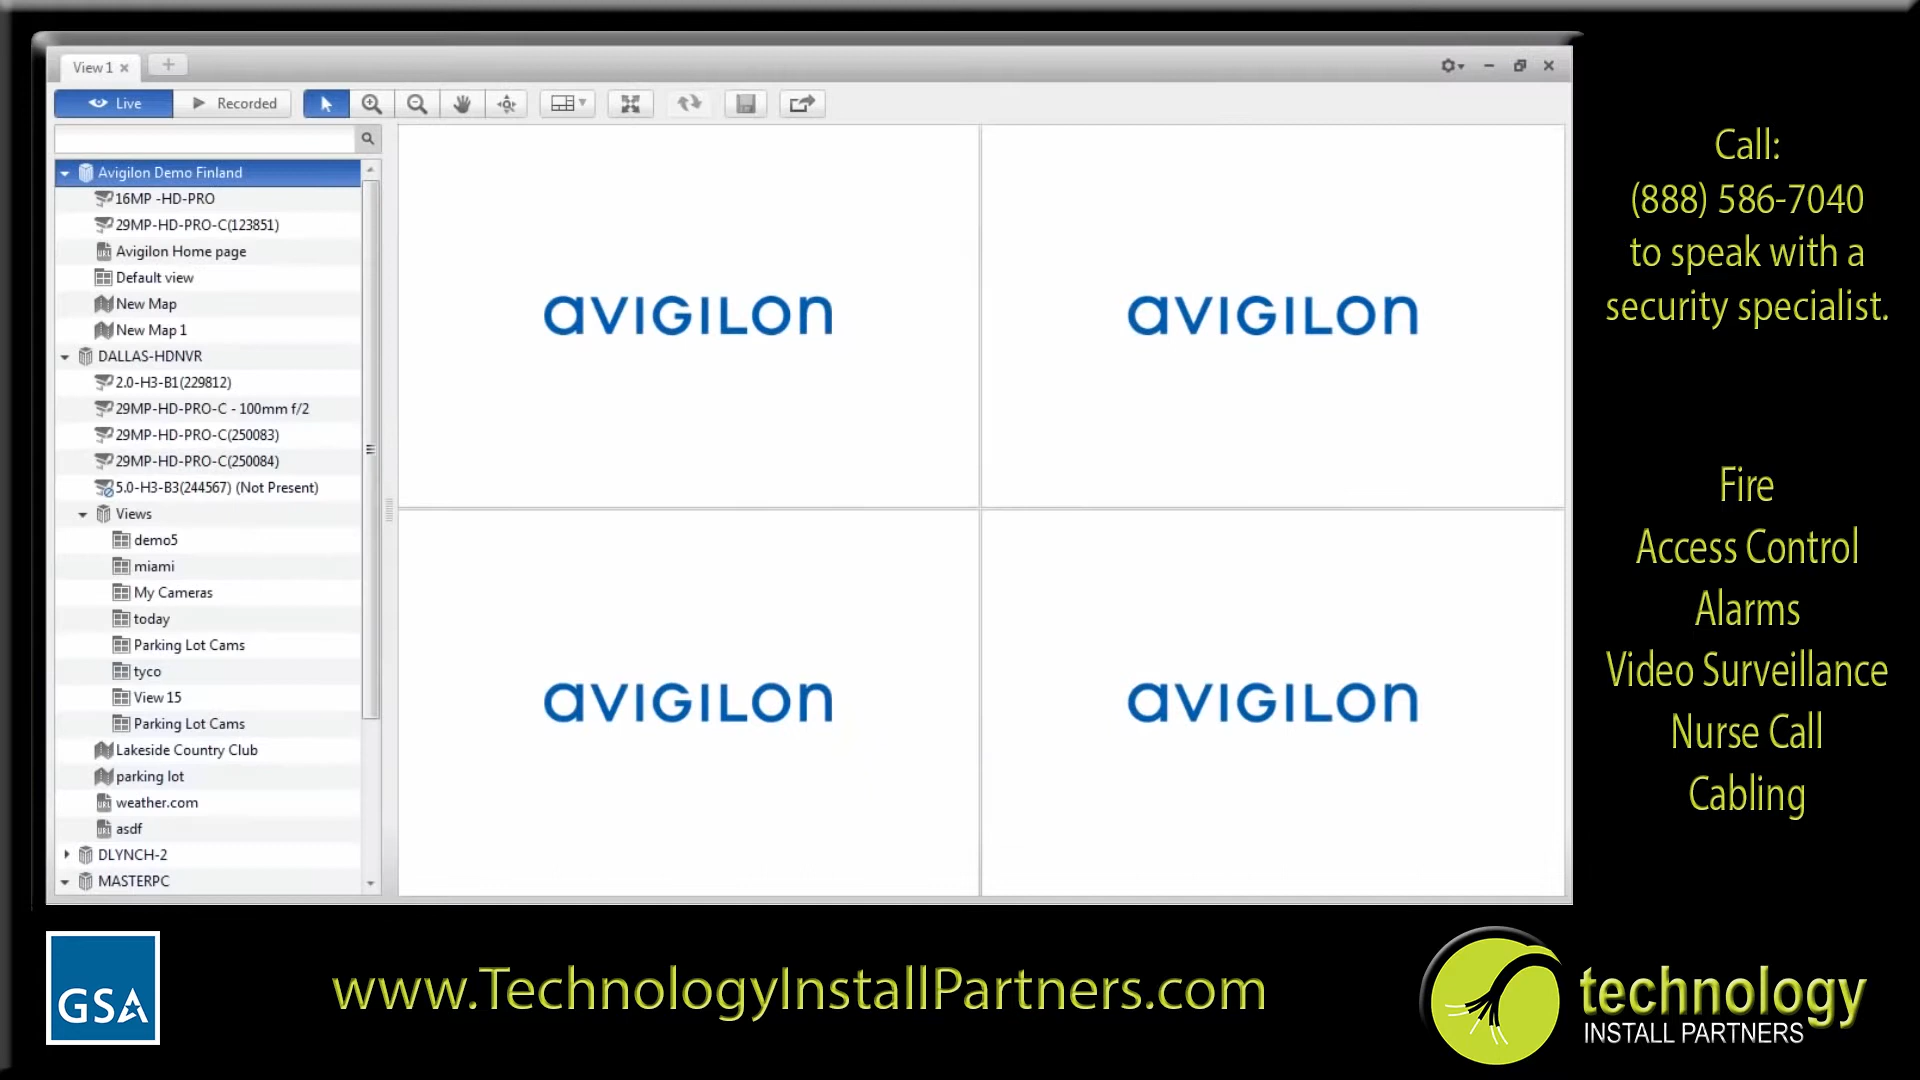 View 1
Live
Recorded
Avigilon Demo Finland
16MP -HD-PRO
29MP-HD-PRO-C(123851)
URL Avigilon Home page
Default view
New Map
New Map 1
DALLAS-HDNVR
2.0-H3-B1(229812)
29MP-HD-PRO-C - 100mm f/2
29MP-HD-PRO-C(250083)
29MP-HD-PRO-C(250084)
5.0-H3-B3(244567) (Not Present)
Views
demo5
miami
My Cameras
today
Parking Lot Cams
tyco
View 15
Parking Lot Cams
Lakeside Country Club
parking lot
URL weather.com
URL asdf
DLYNCH-2
MASTERPC
avigilon
avigilon
avigilon
avigilon
Call:
(888) 586-7040
to speak with a
security specialist.
Fire
Access Control
Alarms
Video Surveillance
Nurse Call
Cabling
GSA
www.TechnologyInstallPartners.com
technology
INSTALL PARTNERS